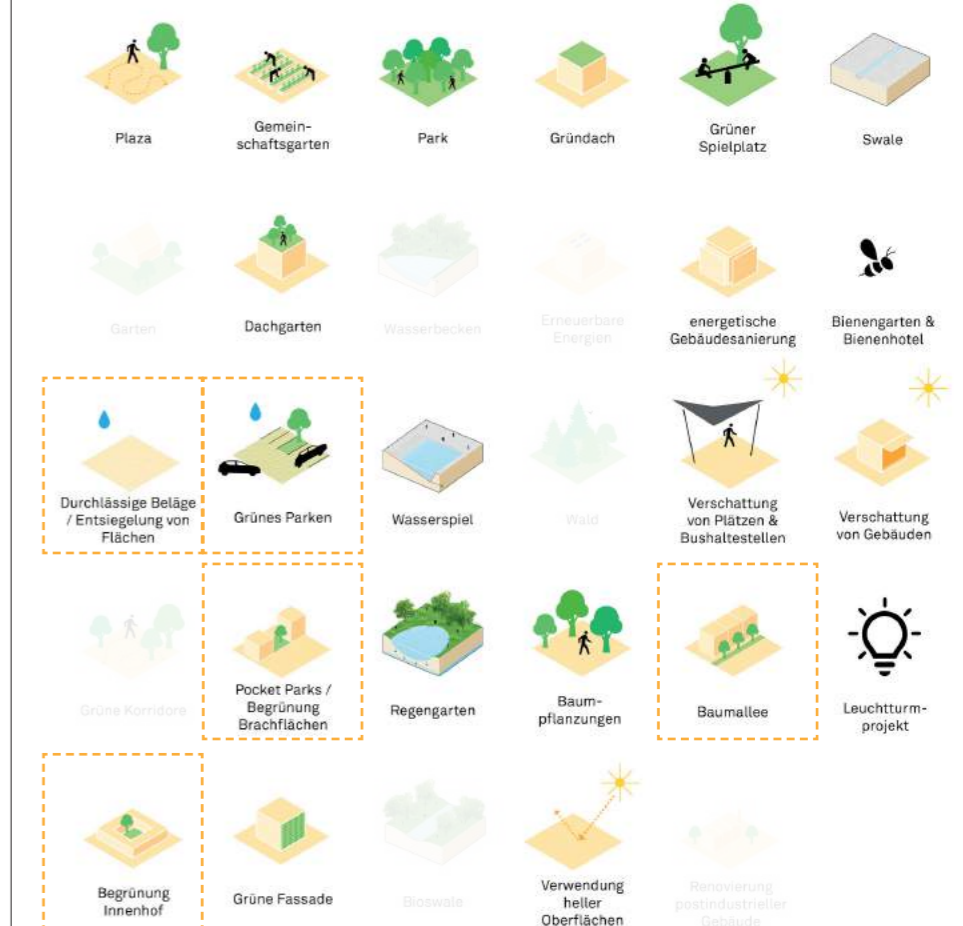 Plaza
Gemein-
schaftsgarten
Park
Gründach
Grüner
Spielplatz
Swale
Garten
Dachgarten
Wasserbecken
Erneuerbare
Energien
energetische
Gebäudesanierung
Bienengarten &
Bienenhotel
Durchlässige Beläge
/ Entsiegelung von
Flächen
Grünes Parken
Wasserspiel
Wald
Verschattung
von Plätzen &
Bushaltestellen
Verschattung
von Gebäuden
Grüne Korridore
Pocket Parks /
Begrünung
Brachflächen
Regengarten
Baum-
pflanzungen
Baumallee
Leuchtturm-
projekt
Begrünung
Innenhof
Grüne Fassade
Bioswale
Verwendung
heller
Oberflächen
Renovierung
postindustrieller
Gebäude